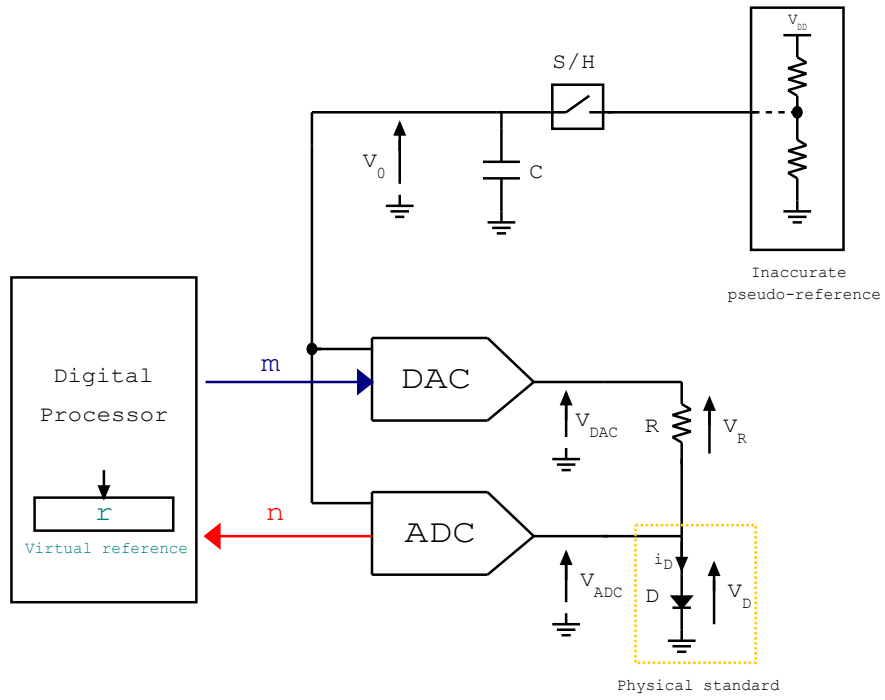 V_DD
S/H
V_0
C
Inaccurate
pseudo-reference
m
Digital
Processor
DAC
V_DAC
R
V_R
r
n
Virtual reference
ADC
V_ADC
i_D
D
V_D
Physical standard